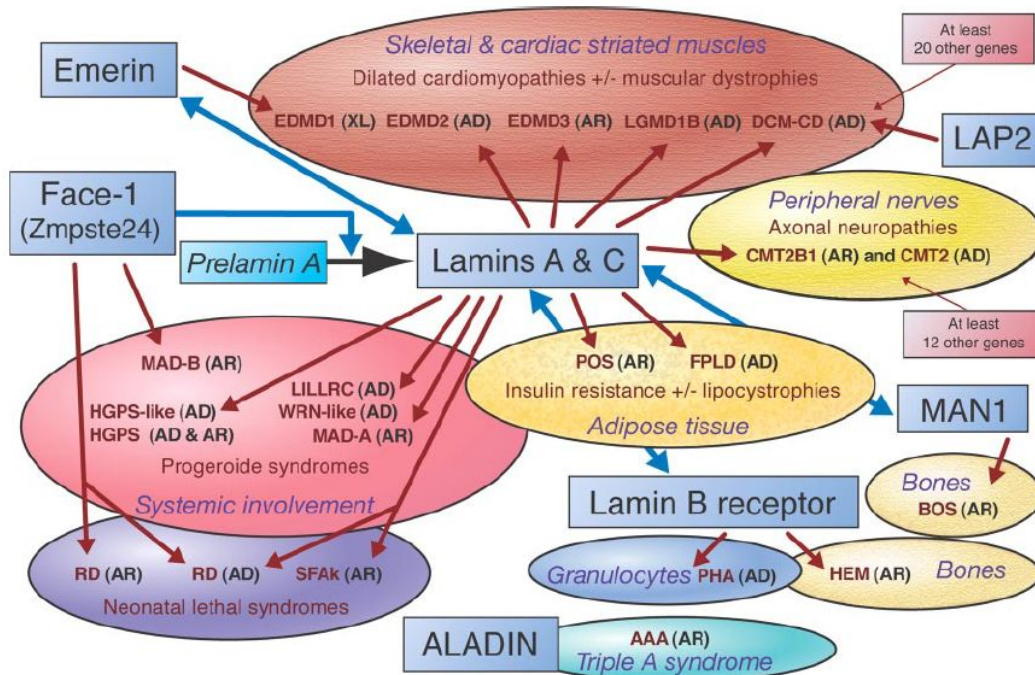 Skeletal & cardiac striated muscles
Dilated cardiomyopathies +/- muscular dystrophies
EDMD1 (XL) EDMD2 (AD) EDMD3 (AR) LGMD1B (AD) DCM-CD (AD)
At least
20 other genes
Emerin
LAP2
Face-1
(Zmpste24)
Prelamin A
Lamins A & C
Peripheral nerves
Axonal neuropathies
CMT2B1 (AR) and CMT2 (AD)
At least
12 other genes
MAD-B (AR)
LILLRC (AD)
HGPS-like (AD)
WRN-like (AD)
HGPS (AD & AR)
MAD-A (AR)
Progeroide syndromes
Systemic involvement
POS (AR) FPLD (AD)
Insulin resistance +/- lipocystrophies
Adipose tissue
MAN1
Bones
BOS (AR)
Lamin B receptor
RD (AR) RD (AD) SFAk (AR)
Neonatal lethal syndromes
Granulocytes PHA (AD)
HEM (AR) Bones
ALADIN
AAA (AR)
Triple A syndrome